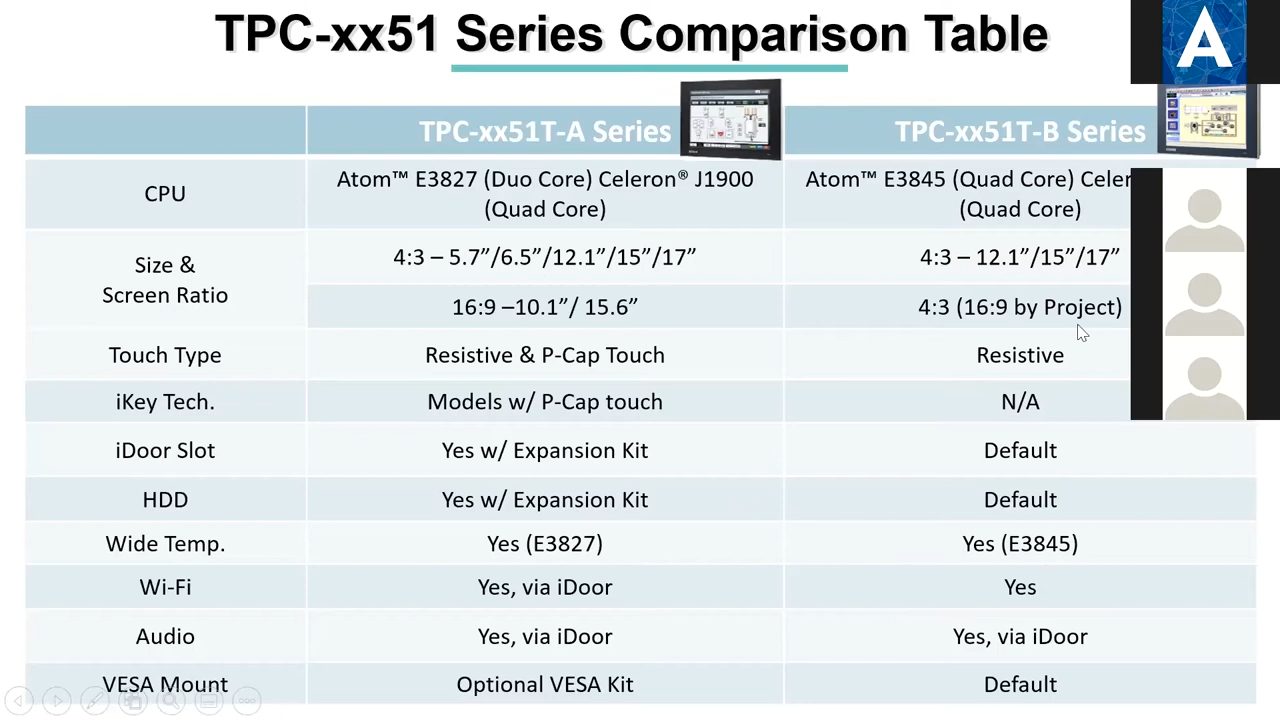 TPC-xx51 Series Comparison Table
A
TPC-xx51T-A Series
TPC-xx51T-B Series
CPU
Atom™ E3827 (Duo Core) Celeron® J1900
(Quad Core)
Atom™ E3845 (Quad Core)
(Quad Core)
Size &
Screen Ratio
4:3 – 5.7”/6.5”/12.1”/15”/17”
4:3 – 12.1”/15”/17”
16:9 –10.1”/ 15.6”
4:3 (16:9 by Project)
Touch Type
Resistive & P-Cap Touch
Resistive
iKey Tech.
Models w/ P-Cap touch
N/A
iDoor Slot
Yes w/ Expansion Kit
Default
HDD
Yes w/ Expansion Kit
Default
Wide Temp.
Yes (E3827)
Yes (E3845)
Wi-Fi
Yes, via iDoor
Yes
Audio
Yes, via iDoor
Yes, via iDoor
VESA Mount
Optional VESA Kit
Default